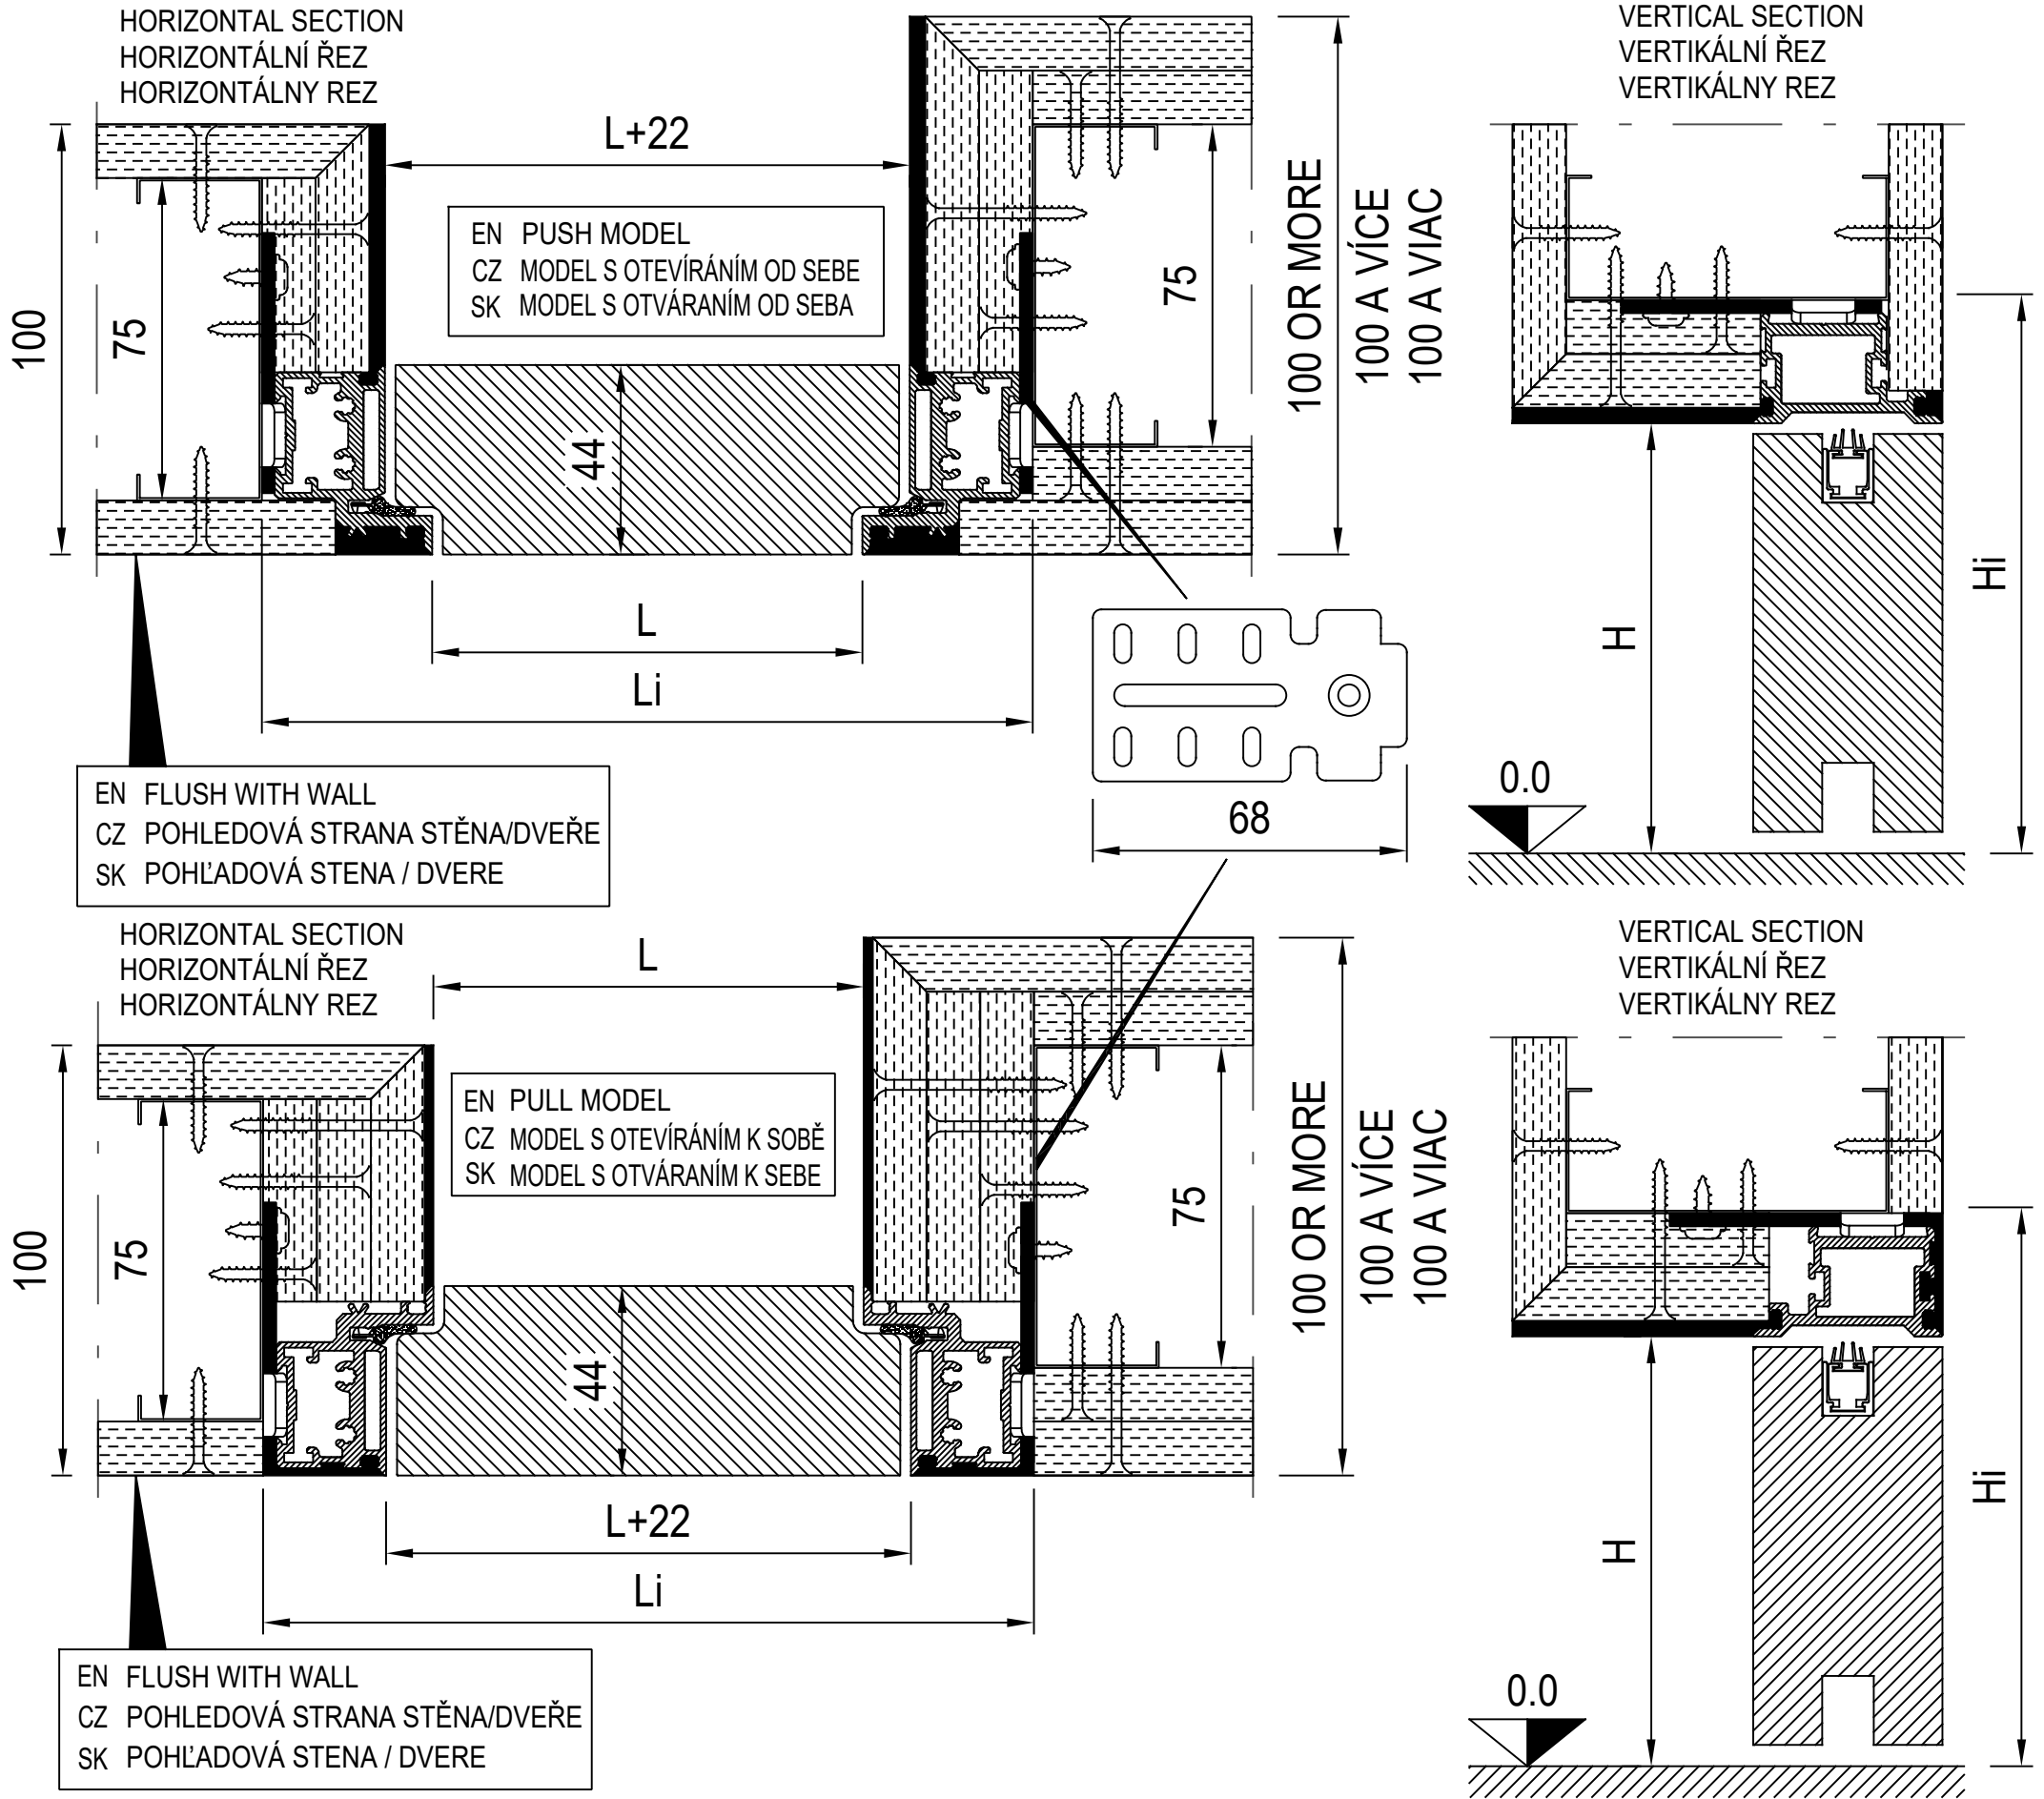 HORIZONTAL SECTION
HORIZONTÁLNÍ ŘEZ
HORIZONTÁLNY REZ
VERTICAL SECTION
VERTIKÁLNÍ ŘEZ
VERTIKÁLNY REZ
L+22
EN PUSH MODEL
CZ MODEL S OTEVÍRÁNÍM OD SEBE
SK MODEL S OTVÁRANÍM OD SEBA
100
75
44
75
100 OR MORE
100 A VÍCE
100 A VIAC
L
Li
H
Hi
0.0
68
EN FLUSH WITH WALL
CZ POHLEDOVÁ STRANA STĚNA/DVEŘE
SK POHĽADOVÁ STENA / DVERE
HORIZONTAL SECTION
HORIZONTÁLNÍ ŘEZ
HORIZONTÁLNY REZ
VERTICAL SECTION
VERTIKÁLNÍ ŘEZ
VERTIKÁLNY REZ
L
EN PULL MODEL
CZ MODEL S OTEVÍRÁNÍM K SOBĚ
SK MODEL S OTVÁRANÍM K SEBE
100
75
44
75
100 OR MORE
100 A VÍCE
100 A VIAC
L+22
Li
H
Hi
0.0
EN FLUSH WITH WALL
CZ POHLEDOVÁ STRANA STĚNA/DVEŘE
SK POHĽADOVÁ STENA / DVERE